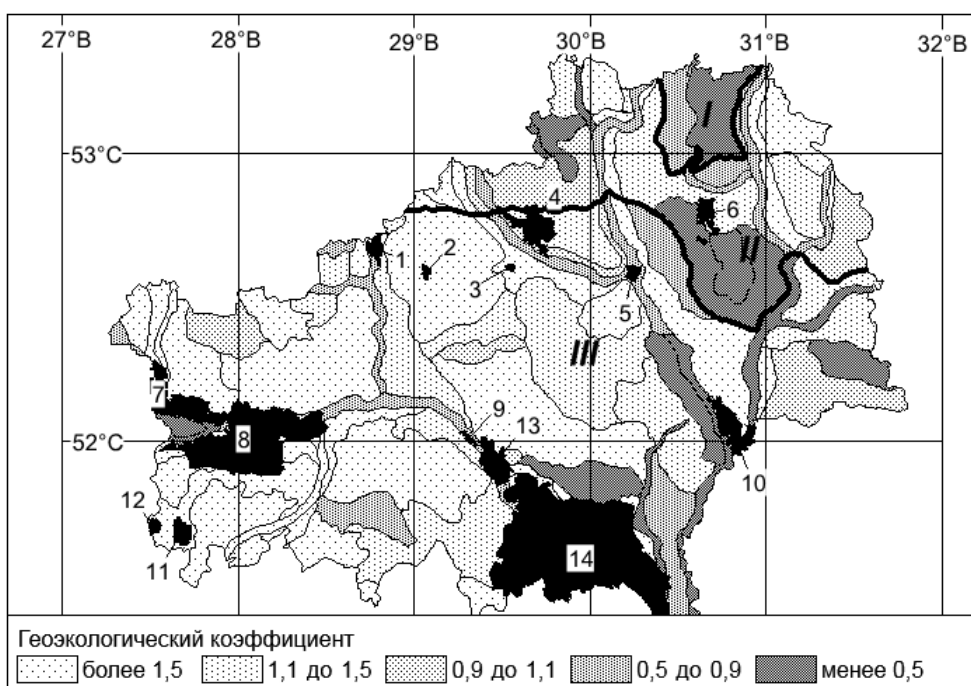 27°В 28°В 29°В 30°В 31°В 32°В
I
53°С
4
6
II
1
2
3
5
III
7
9
13
52°С
8
10
12
11
14
Геоэкологический коэффициент
более 1,5 1,1 до 1,5 0,9 до 1,1 0,5 до 0,9 менее 0,5